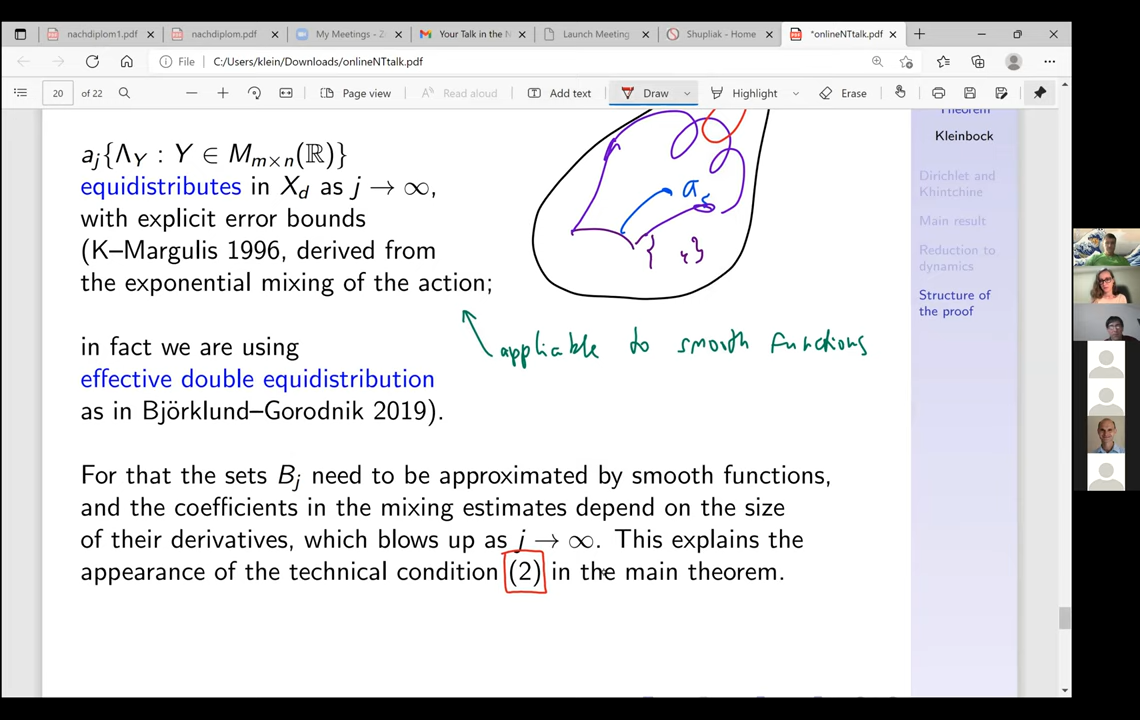 nachdiplom1.pdf
nachdiplom.pdf
My Meetings - Z
Your Talk in the N
Launch Meeting
Shupliak - Home
*onlineNTtalk.pdf
File
C:/Users/klein/Downloads/onlineNTtalk.pdf
20 of 22
Page view
Read aloud
Add text
Draw
Highlight
Erase
a_j{Λ_Y : Y ∈ M_{m×n}(ℝ)}
equidistributes in X_d as j → ∞,
with explicit error bounds
(K–Margulis 1996, derived from
the exponential mixing of the action;
in fact we are using
effective double equidistribution
as in Björklund–Gorodnik 2019).
For that the sets B_j need to be approximated by smooth functions,
and the coefficients in the mixing estimates depend on the size
of their derivatives, which blows up as j → ∞. This explains the
appearance of the technical condition (2) in the main theorem.
appliable to smooth functions
Theorem
Kleinbock
Dirichlet and
Khintchine
Main result
Reduction to
dynamics
Structure of
the proof